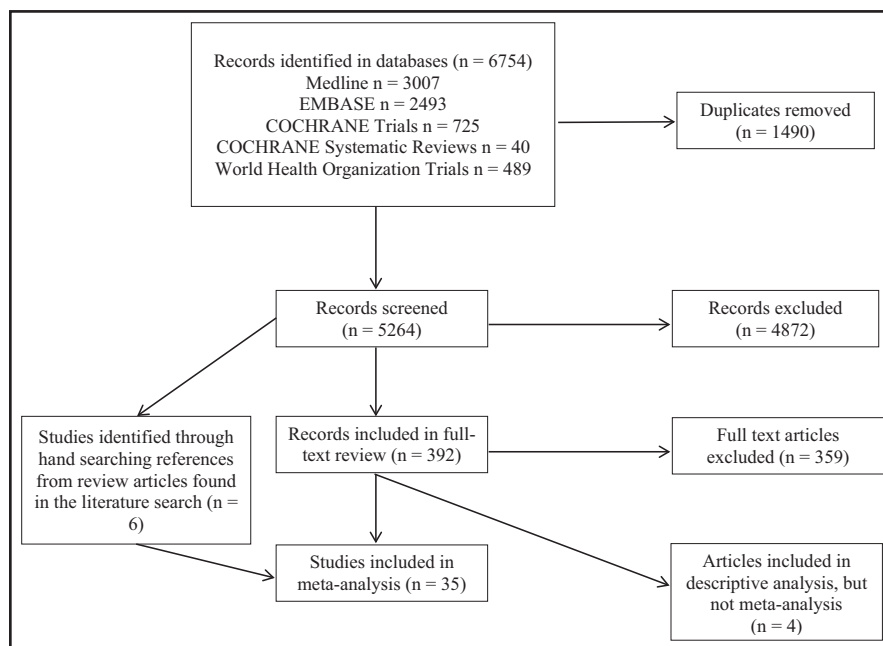 Records identified in databases (n = 6754)
Medline n = 3007
EMBASE n = 2493
COCHRANE Trials n = 725
COCHRANE Systematic Reviews n = 40
World Health Organization Trials n = 489
Duplicates removed
(n = 1490)
Records screened
(n = 5264)
Records excluded
(n = 4872)
Studies identified through
hand searching references
from review articles found
in the literature search (n =
6)
Records included in full-
text review (n = 392)
Full text articles
excluded (n = 359)
Studies included in
meta-analysis (n = 35)
Articles included in
descriptive analysis, but
not meta-analysis
(n = 4)